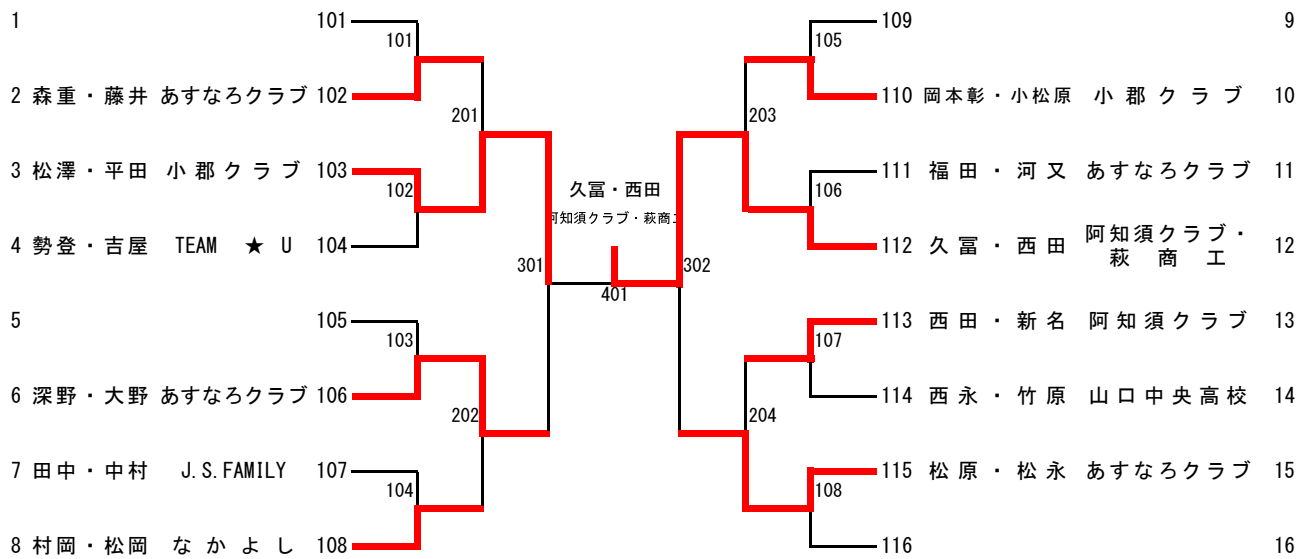 1 101
101
2 森重・藤井 あすなろクラブ 102
201
3 松澤・平田 小郡クラブ 103
102
4 勢登・吉屋 TEAM ★ U 104
301
5 105
103
6 深野・大野 あすなろクラブ 106
202
7 田中・中村 J.S.FAMILY 107
104
8 村岡・松岡 なかよし 108
久冨・西田
阿知須クラブ・萩商工
401
109 9
105
110 岡本彰・小松原 小郡クラブ 10
203
111 福田・河又 あすなろクラブ 11
106
112 久冨・西田 阿知須クラブ・
萩商工 12
302
113 西田・新名 阿知須クラブ 13
107
114 西永・竹原 山口中央高校 14
204
115 松原・松永 あすなろクラブ 15
108
116 16